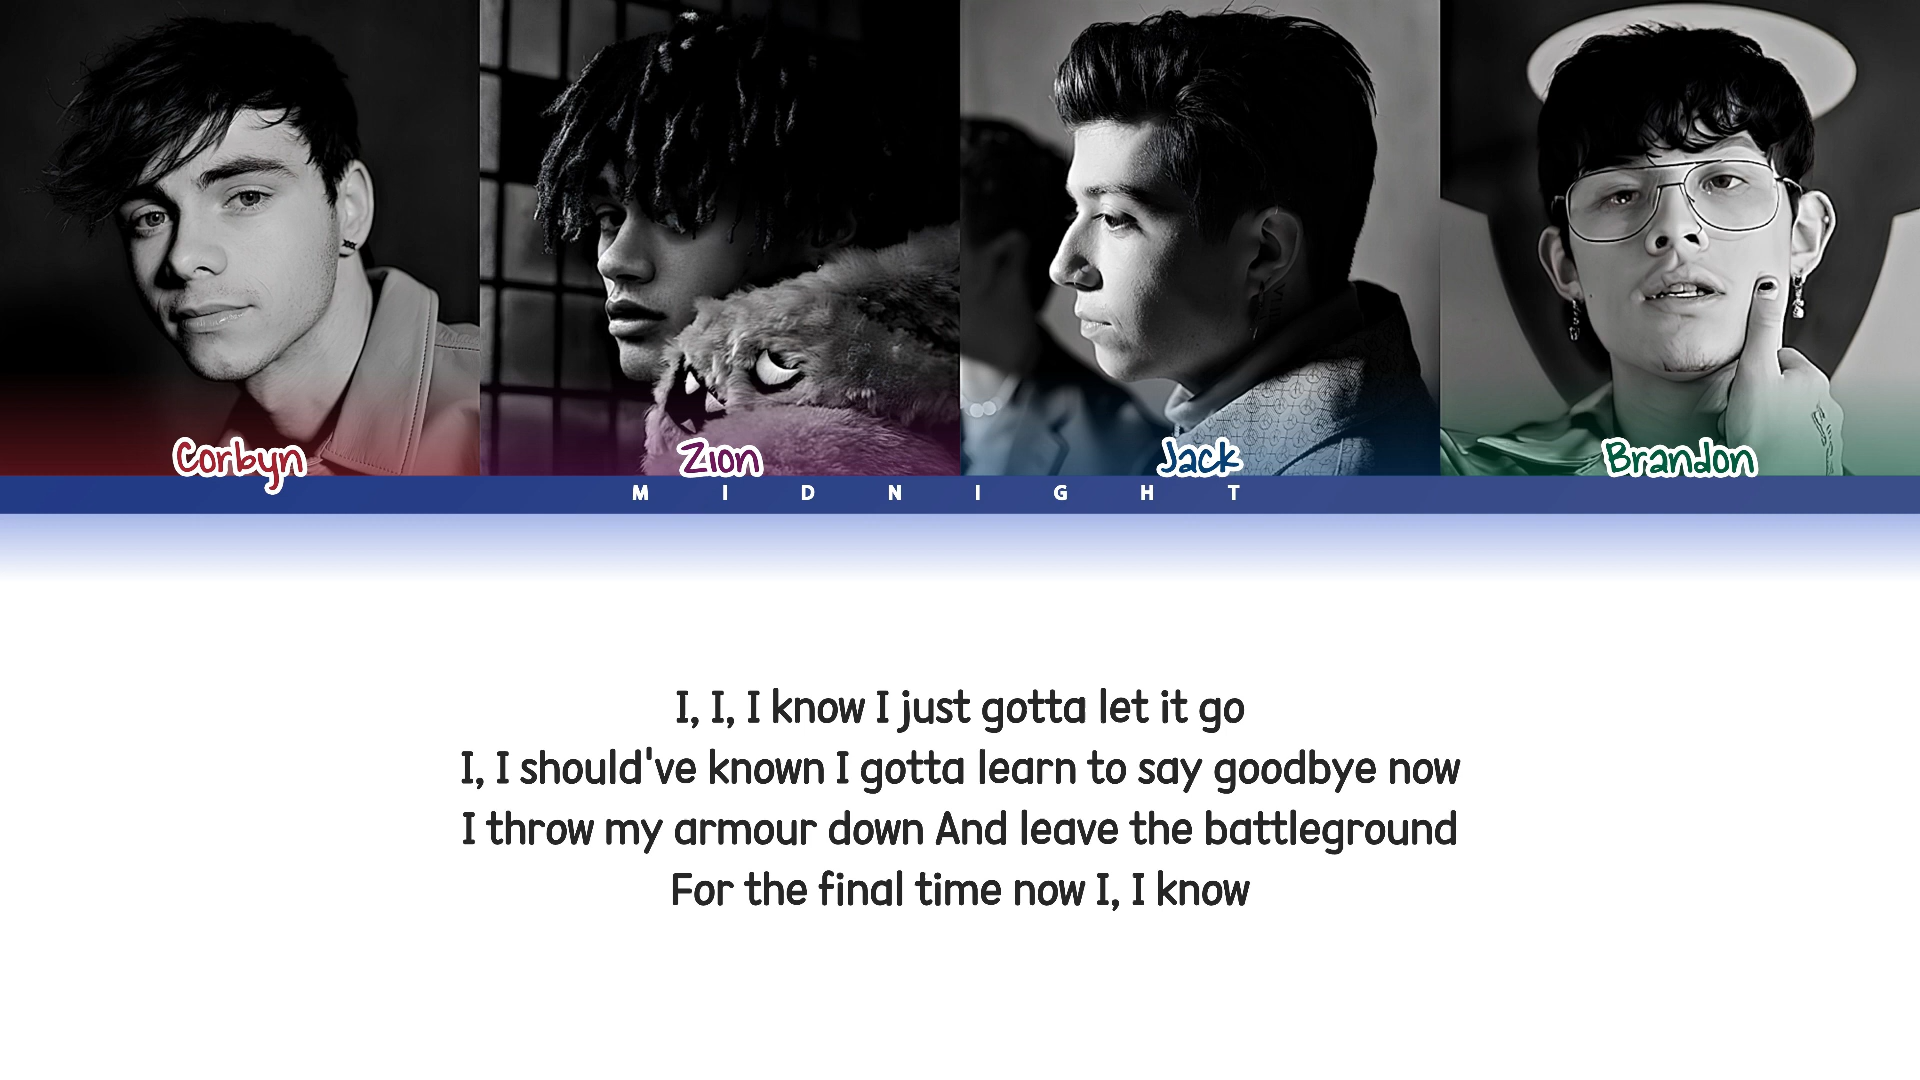 Corbyn Zion Jack Brandon
MIDNIGHT
I, I, I know I just gotta let it go
I, I should've known I gotta learn to say goodbye now
I throw my armour down And leave the battleground
For the final time now I, I know